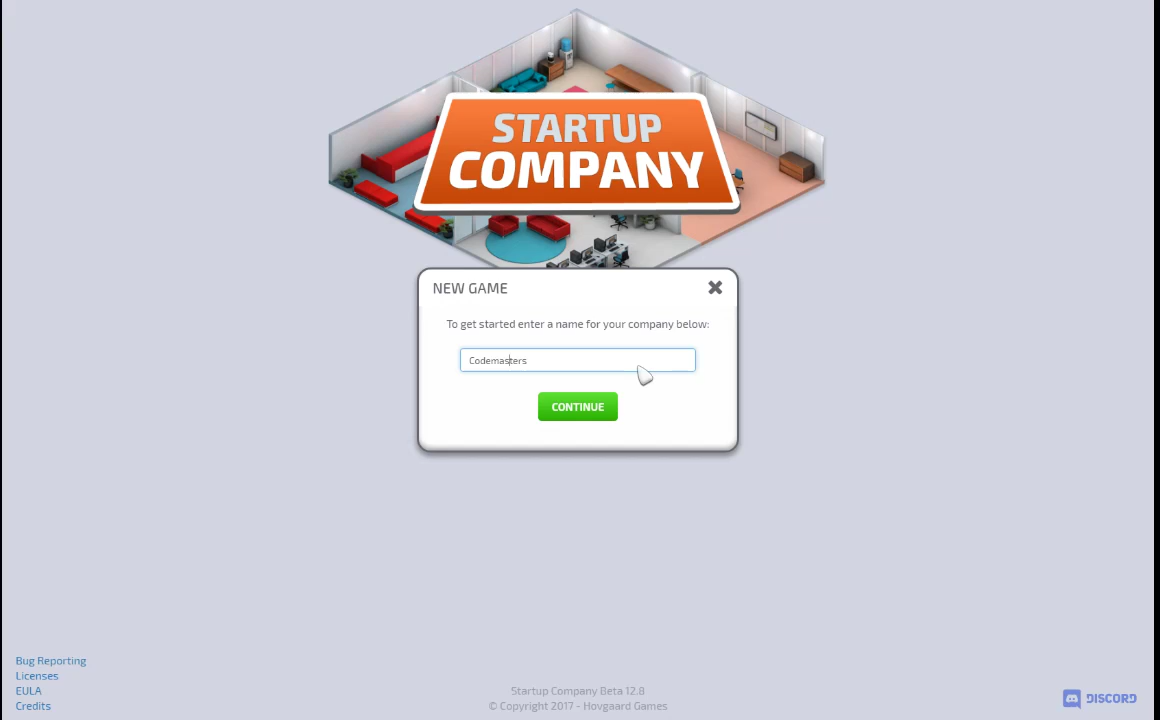 STARTUP
COMPANY
NEW GAME
To get started enter a name for your company below:
Codemasters
CONTINUE
Bug Reporting
Licenses
EULA
Credits
Startup Company Beta 12.8
© Copyright 2017 - Hovgaard Games
DISCORD